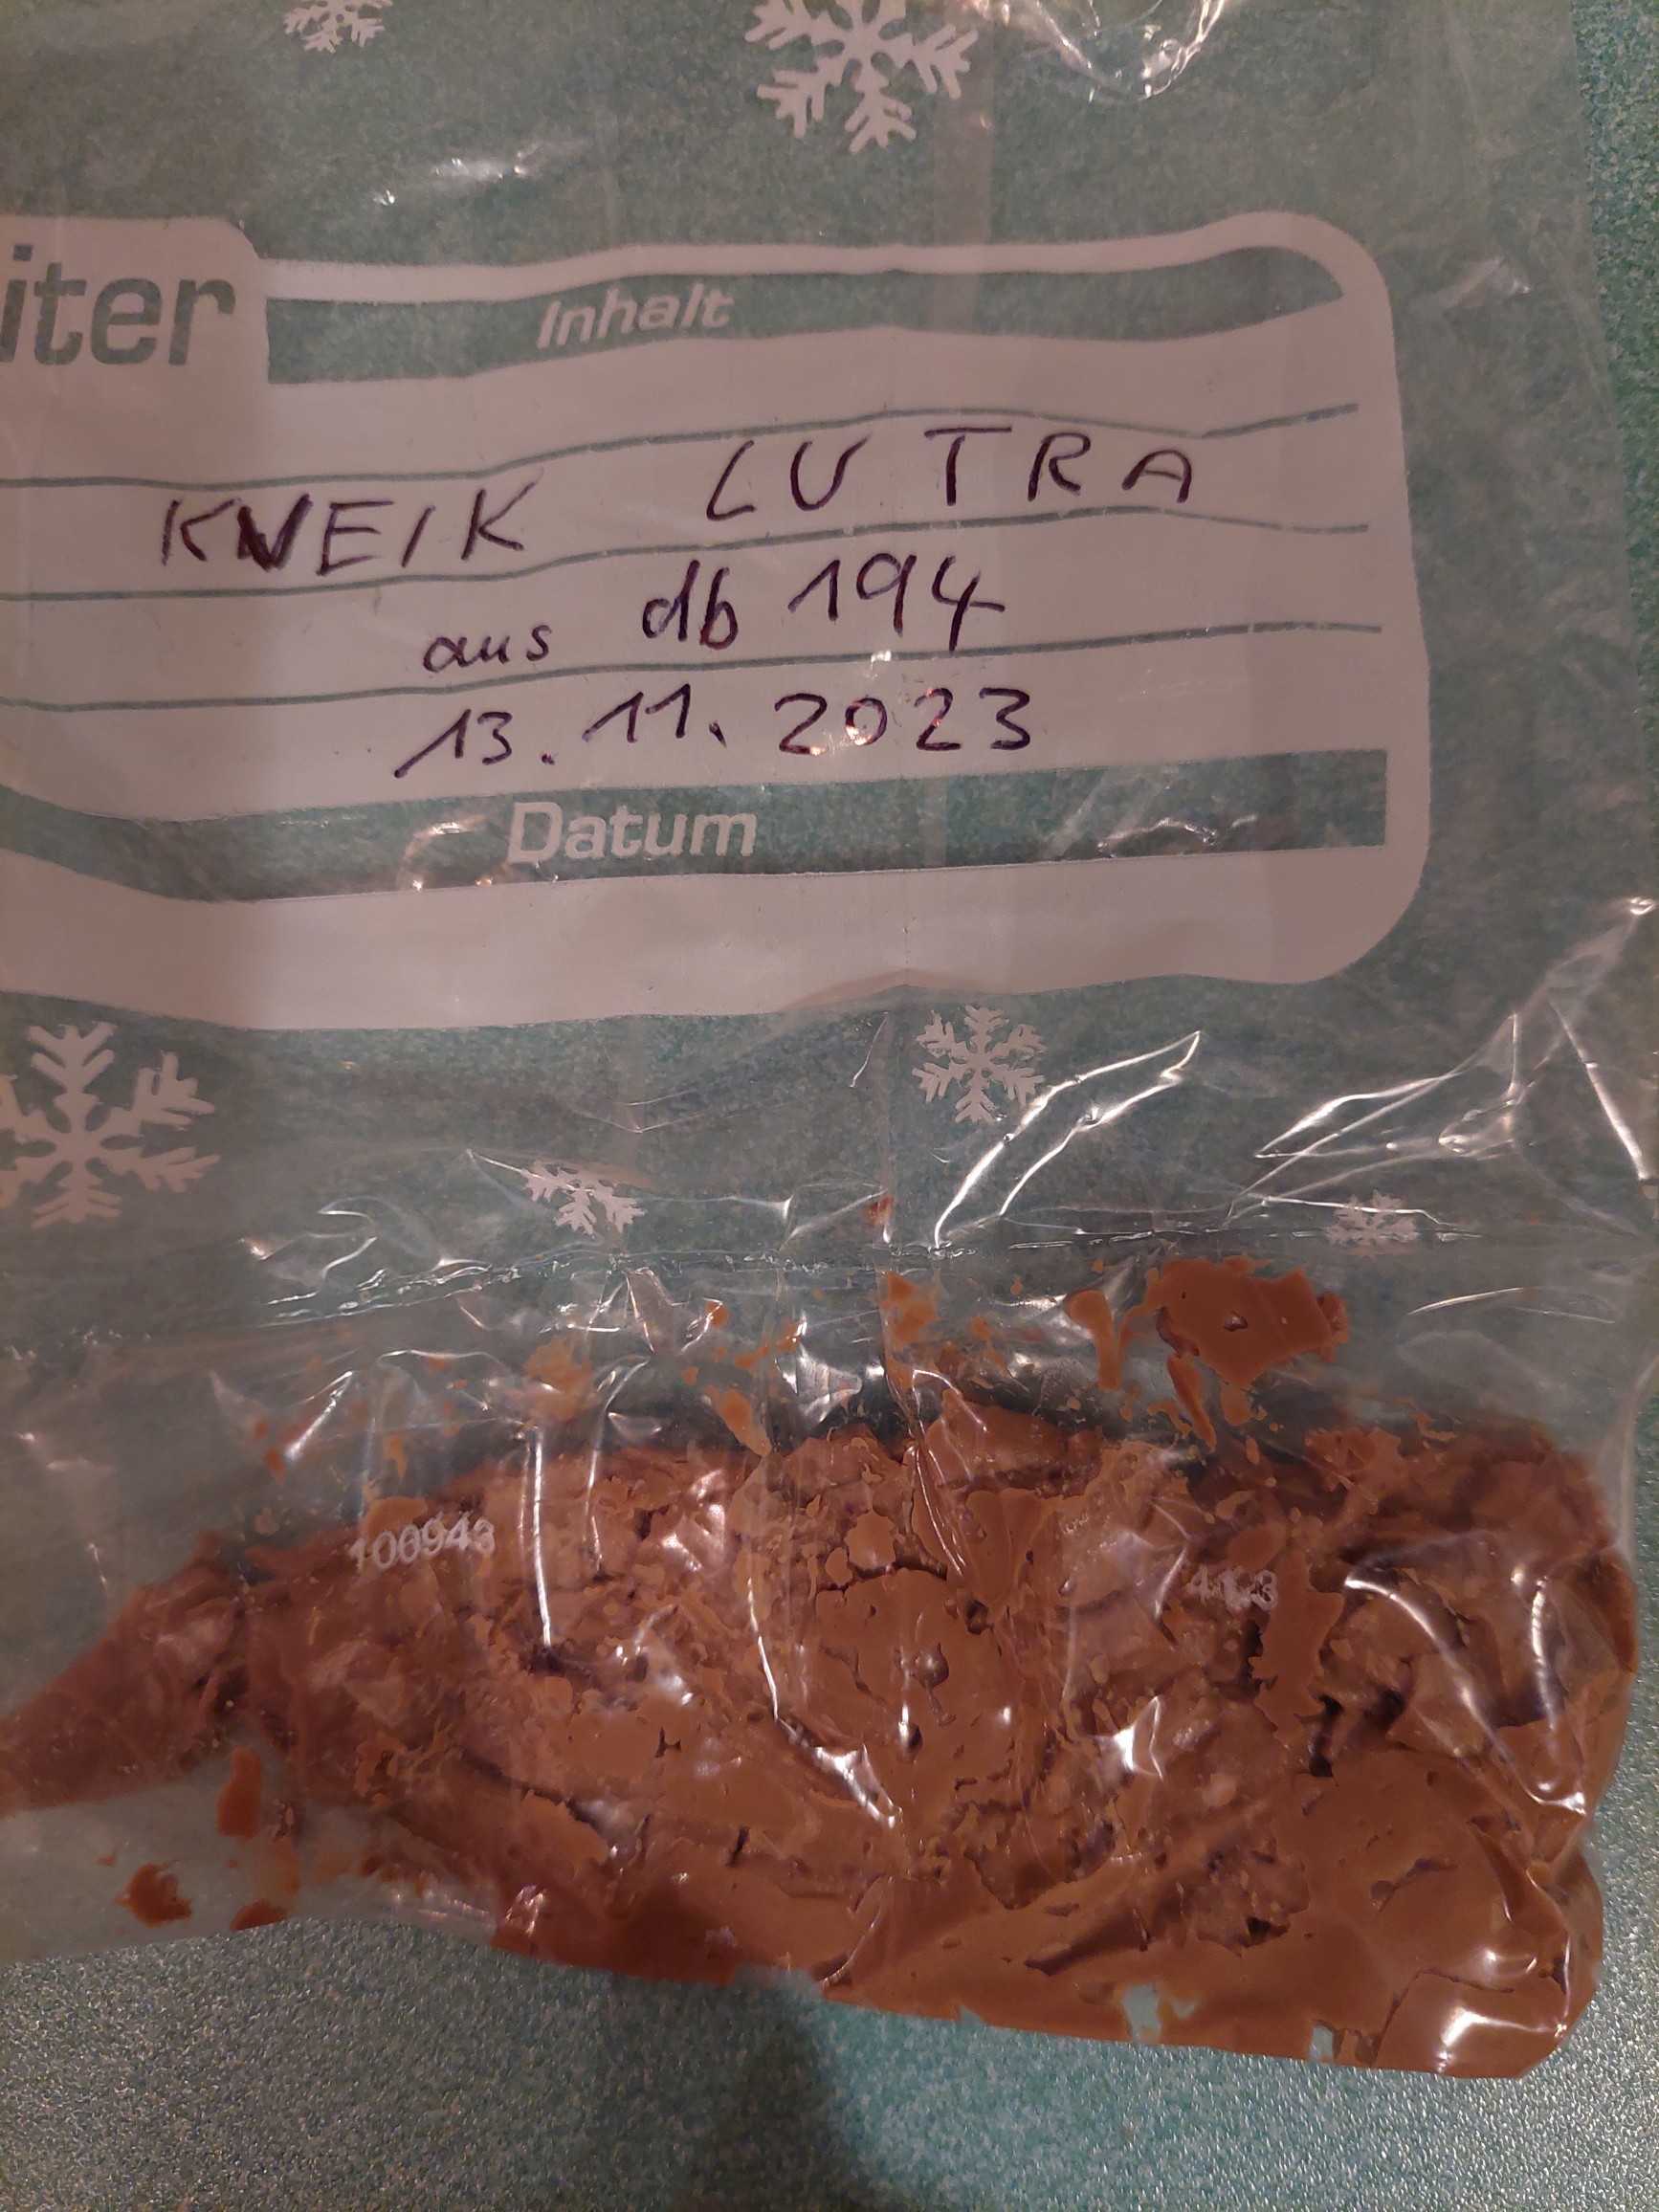 iter
Inhalt
KVEIK LUTRA
aus db 194
13.11.2023
Datum
100943